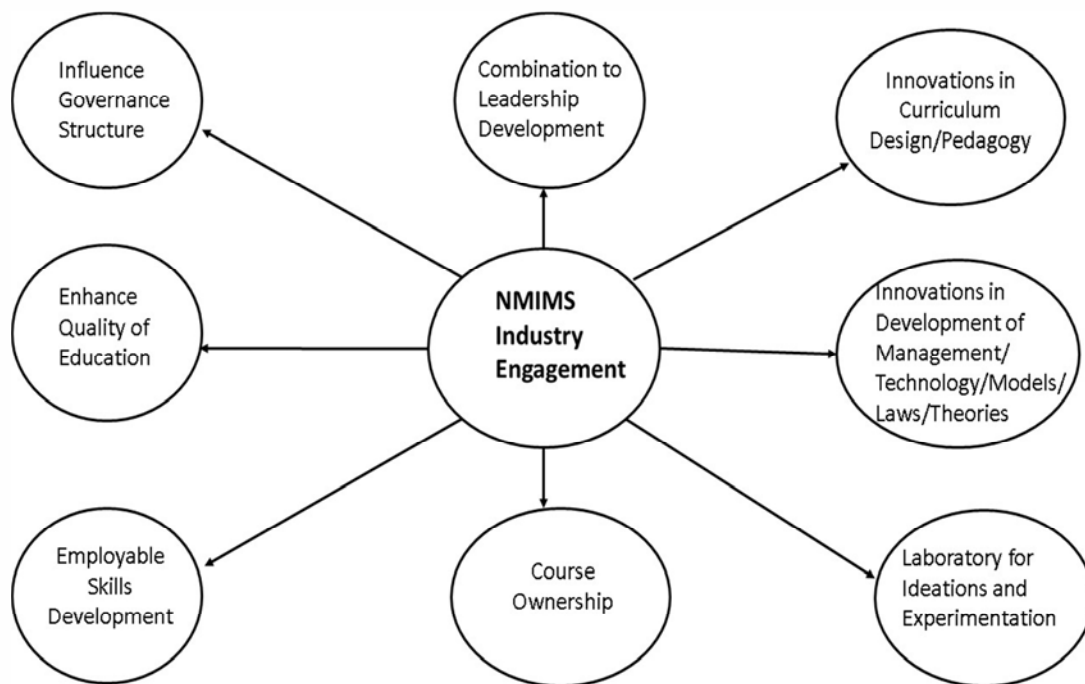 Influence
Governance
Structure
Combination to
Leadership
Development
Innovations in
Curriculum
Design/Pedagogy
Enhance
Quality of
Education
NMIMS
Industry
Engagement
Innovations in
Development of
Management/
Technology/Models/
Laws/Theories
Employable
Skills
Development
Course
Ownership
Laboratory for
Ideations and
Experimentation